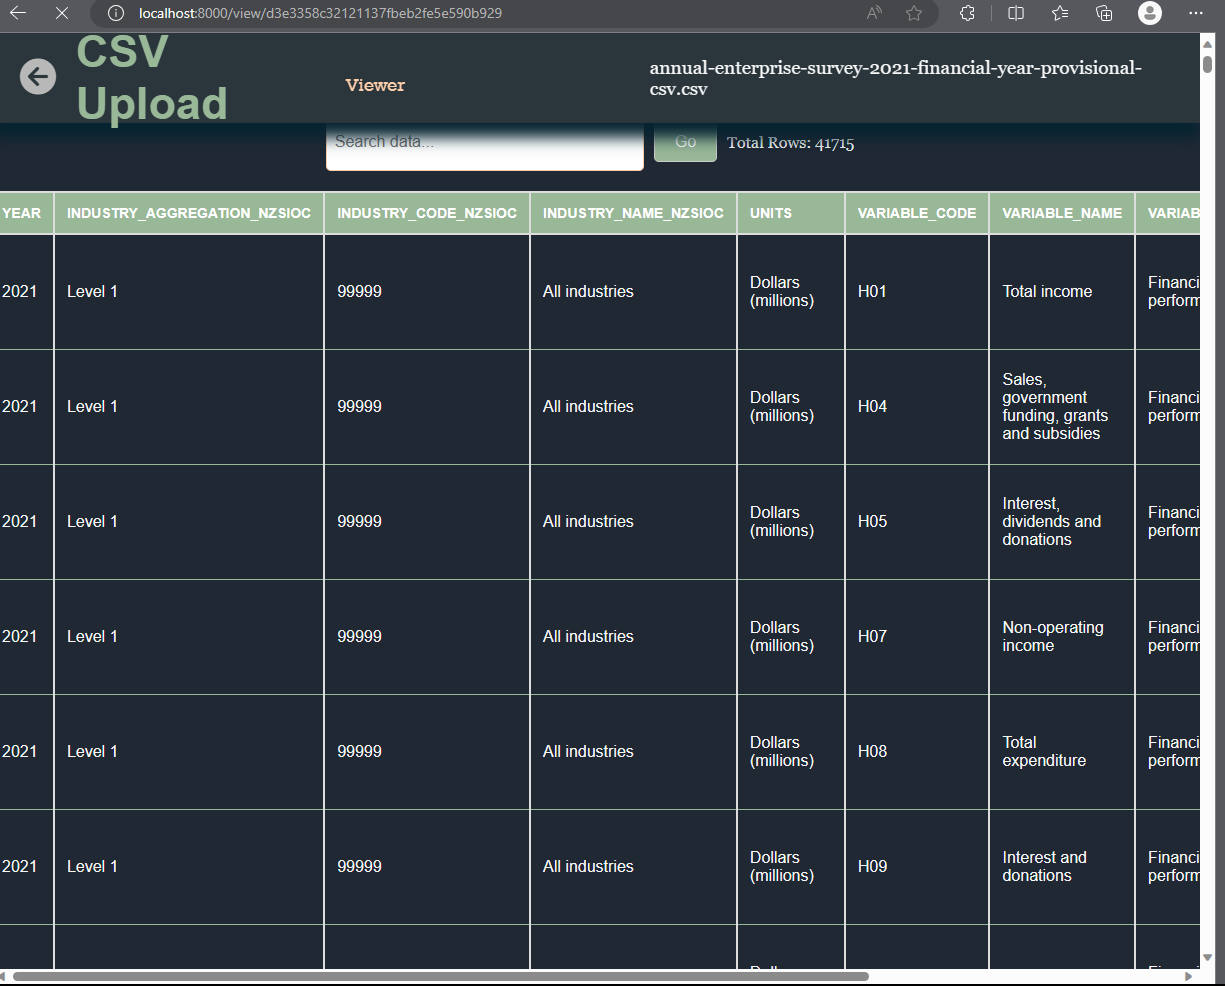 localhost:8000/view/d3e3358c32121137fbeb2fe5e590b929
CSV
Upload
Viewer
annual-enterprise-survey-2021-financial-year-provisional-
csv.csv
Search data...
Go
Total Rows: 41715
YEAR INDUSTRY_AGGREGATION_NZSIOC INDUSTRY_CODE_NZSIOC INDUSTRY_NAME_NZSIOC UNITS VARIABLE_CODE VARIABLE_NAME VARIAB
2021 Level 1 99999 All industries Dollars (millions) H01 Total income Financi
perform
2021 Level 1 99999 All industries Dollars (millions) H04 Sales,
government
funding, grants
and subsidies
Financi
perform
2021 Level 1 99999 All industries Dollars (millions) H05 Interest,
dividends and
donations
Financi
perform
2021 Level 1 99999 All industries Dollars (millions) H07 Non-operating
income
Financi
perform
2021 Level 1 99999 All industries Dollars (millions) H08 Total
expenditure
Financi
perform
2021 Level 1 99999 All industries Dollars (millions) H09 Interest and
donations
Financi
perform